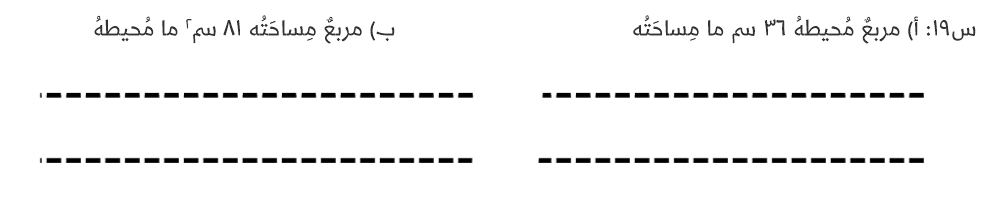 س١٩: أ) مربعٌ مُحيطهُ ٣٦ سم ما مِساحَتُه
ب) مربعٌ مِساحَتُه ٨١ سم٢ ما مُحيطهُ